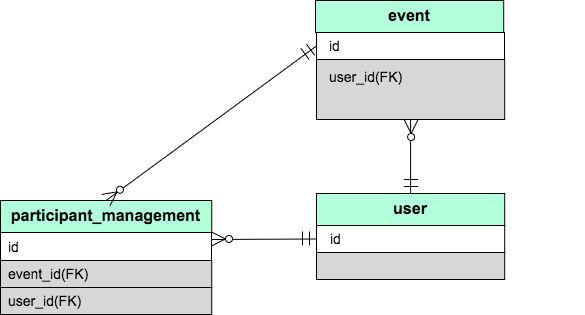 event
id
user_id(FK)
participant_management
id
event_id(FK)
user_id(FK)
user
id